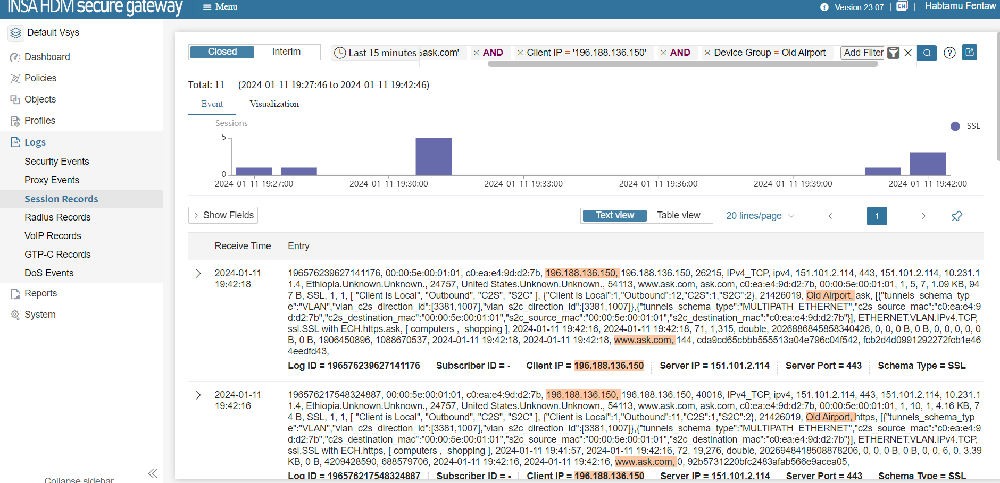 INSA HDM secure gateway
Menu
Version 23.07
EN
Habtamu Fentaw
Default Vsys
Dashboard
Policies
Objects
Profiles
Logs
Security Events
Proxy Events
Session Records
Radius Records
VoIP Records
GTP-C Records
DoS Events
Reports
System
Collapse sidebar
Closed Interim
Last 15 minutes
%ask.com' × AND × Client IP = '196.188.136.150' × AND × Device Group = Old Airport
Add Filter
Total: 11 (2024-01-11 19:27:46 to 2024-01-11 19:42:46)
Event Visualization
Sessions
SSL
5
0
2024-01-11 19:27:00 2024-01-11 19:30:00 2024-01-11 19:33:00 2024-01-11 19:36:00 2024-01-11 19:39:00 2024-01-11 19:42:00
Show Fields
Text view Table view
20 lines/page
1
Receive Time Entry
2024-01-11
19:42:18
196576239627141176, 00:00:5e:00:01:01, c0:ea:e4:9d:d2:7b, 196.188.136.150, 196.188.136.150, 26215, IPv4_TCP, ipv4, 151.101.2.114, 443, 151.101.2.114, 10.231.1
1.4, Ethiopia.Unknown.Unknown., 24757, United States.Unknown.Unknown., 54113, www.ask.com, ask.com, c0:ea:e4:9d:d2:7b, 00:00:5e:00:01:01, 1, 5, 7, 1.09 KB, 94
7 B, SSL, 1, 1, [ "Client is Local", "Outbound", "C2S", "S2C" ], {"Client is Local":1,"Outbound":12,"C2S":1,"S2C":2}, 21426019, Old Airport, ask, [{"tunnels_schema_typ
e":"VLAN","vlan_c2s_direction_id":[3381,1007],"vlan_s2c_direction_id":[3381,1007]},{"tunnels_schema_type":"MULTIPATH_ETHERNET","c2s_source_mac":"c0:ea:e4:9
d:d2:7b","c2s_destination_mac":"00:00:5e:00:01:01","s2c_source_mac":"00:00:5e:00:01:01","s2c_destination_mac":"c0:ea:e4:9d:d2:7b"}], ETHERNET.VLAN.IPv4.TCP,
ssl.SSL with ECH.https.ask, [ computers , shopping ], 2024-01-11 19:42:16, 2024-01-11 19:42:18, 71, 1,315, double, 2026886845858340426, 0, 0, 0 B, 0 B, 0, 0, 0, 0, 0
B, 0 B, 1906450896, 1088670537, 2024-01-11 19:42:18, 2024-01-11 19:42:18, www.ask.com, 144, cda9cd65cbbb555513a04e796c04f542, fcb2d4d0991292272fcb1e46
4eedfd43,
Log ID = 196576239627141176 Subscriber ID = - Client IP = 196.188.136.150 Server IP = 151.101.2.114 Server Port = 443 Schema Type = SSL
2024-01-11
19:42:16
196576217548324887, 00:00:5e:00:01:01, c0:ea:e4:9d:d2:7b, 196.188.136.150, 196.188.136.150, 40018, IPv4_TCP, ipv4, 151.101.2.114, 443, 151.101.2.114, 10.231.1
1.4, Ethiopia.Unknown.Unknown., 24757, United States.Unknown.Unknown., 54113, www.ask.com, ask.com, c0:ea:e4:9d:d2:7b, 00:00:5e:00:01:01, 1, 10, 1, 4.16 KB, 7
4 B, SSL, 1, 1, [ "Client is Local", "Outbound", "C2S", "S2C" ], {"Client is Local":1,"Outbound":11,"C2S":1,"S2C":2}, 21426019, Old Airport, https, [{"tunnels_schema_typ
e":"VLAN","vlan_c2s_direction_id":[3381,1007],"vlan_s2c_direction_id":[3381,1007]},{"tunnels_schema_type":"MULTIPATH_ETHERNET","c2s_source_mac":"c0:ea:e4:9
d:d2:7b","c2s_destination_mac":"00:00:5e:00:01:01","s2c_source_mac":"00:00:5e:00:01:01","s2c_destination_mac":"c0:ea:e4:9d:d2:7b"}], ETHERNET.VLAN.IPv4.TCP,
ssl.SSL with ECH.https, [ computers , shopping ], 2024-01-11 19:41:57, 2024-01-11 19:42:16, 72, 19,276, double, 2026948418508878206, 0, 0, 0 B, 0 B, 0, 0, 6, 0, 3.39
KB, 0 B, 4209428590, 688579706, 2024-01-11 19:42:16, 2024-01-11 19:42:16, www.ask.com, 0, 92b5731220bfc2483afab566e9acea05,
Log ID = 196576217548324887 Subscriber ID = - Client IP = 196.188.136.150 Server IP = 151.101.2.114 Server Port = 443 Schema Type = SSL